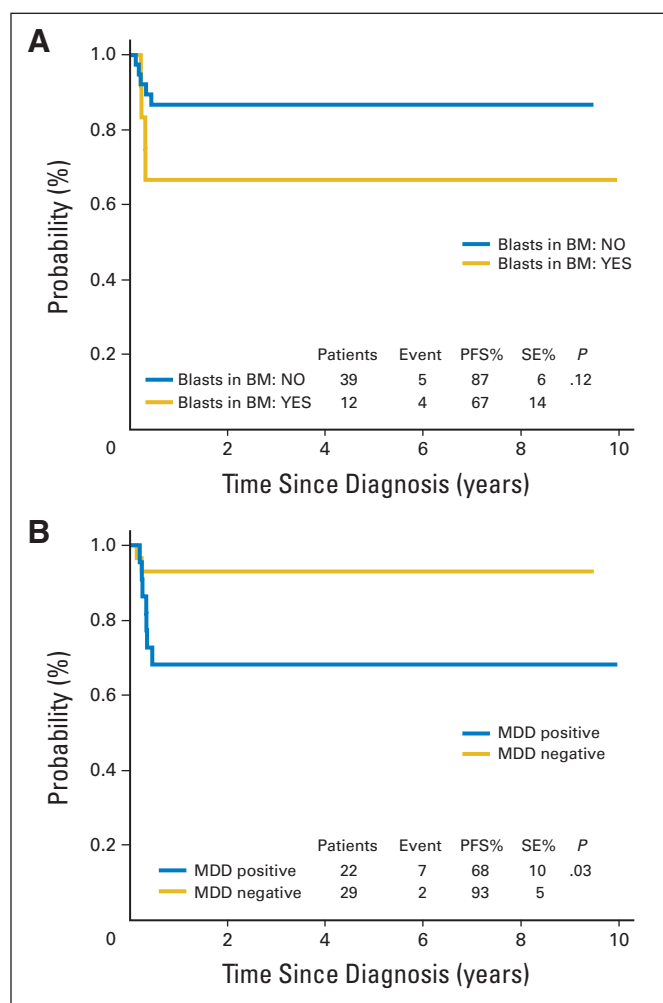 A
1.0
0.8
0.6
0.4
0.2
0
2
4
6
8
10
Probability (%)
Time Since Diagnosis (years)
Blasts in BM: NO
Blasts in BM: YES
Patients Event PFS% SE% P
Blasts in BM: NO 39 5 87 6 .12
Blasts in BM: YES 12 4 67 14
B
1.0
0.8
0.6
0.4
0.2
0
2
4
6
8
10
Probability (%)
Time Since Diagnosis (years)
MDD positive
MDD negative
Patients Event PFS% SE% P
MDD positive 22 7 68 10 .03
MDD negative 29 2 93 5